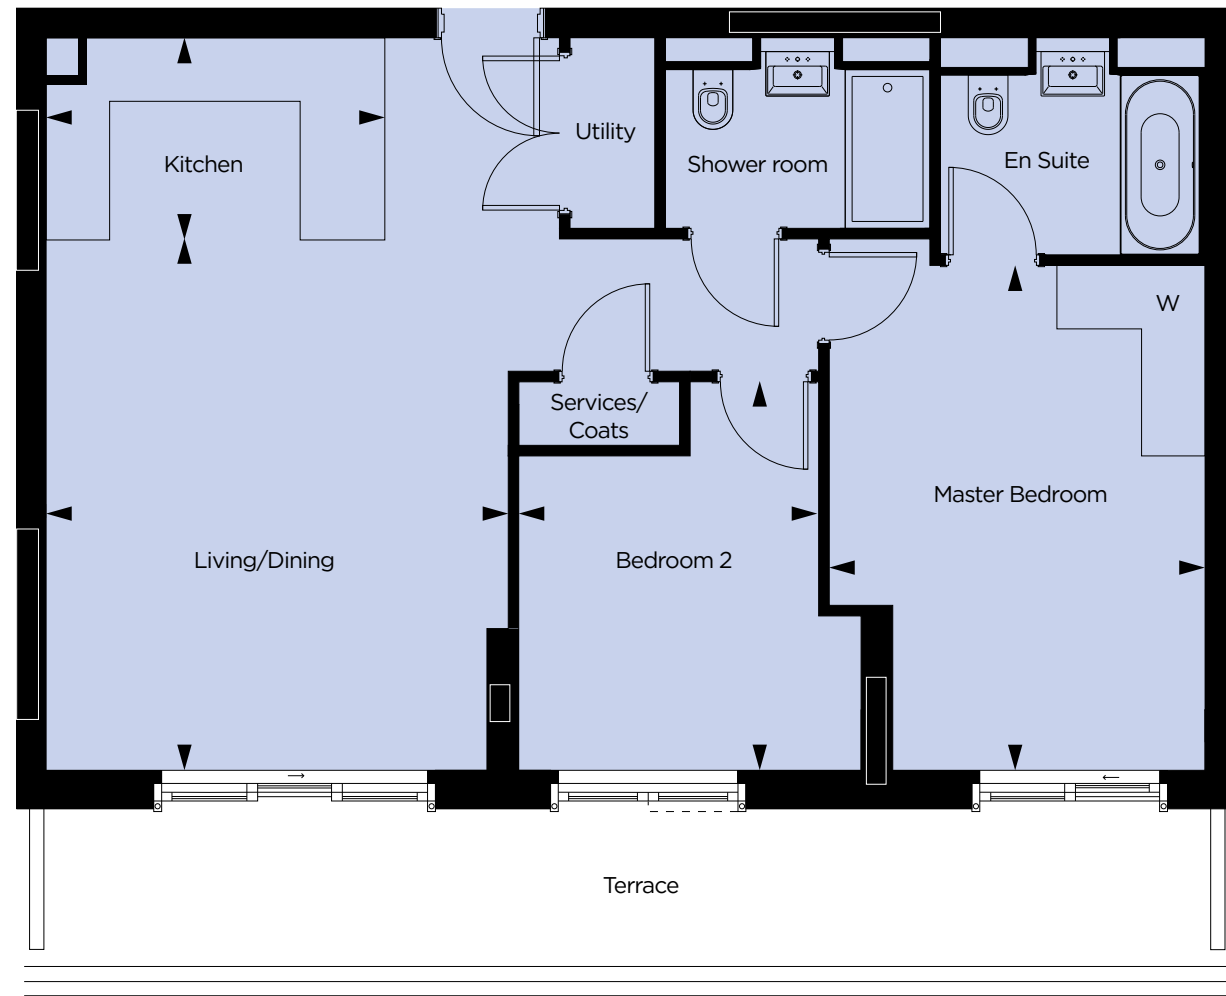 Utility
Kitchen
Shower room
En Suite
W
Services/
Coats
Master Bedroom
Living/Dining
Bedroom 2
Terrace